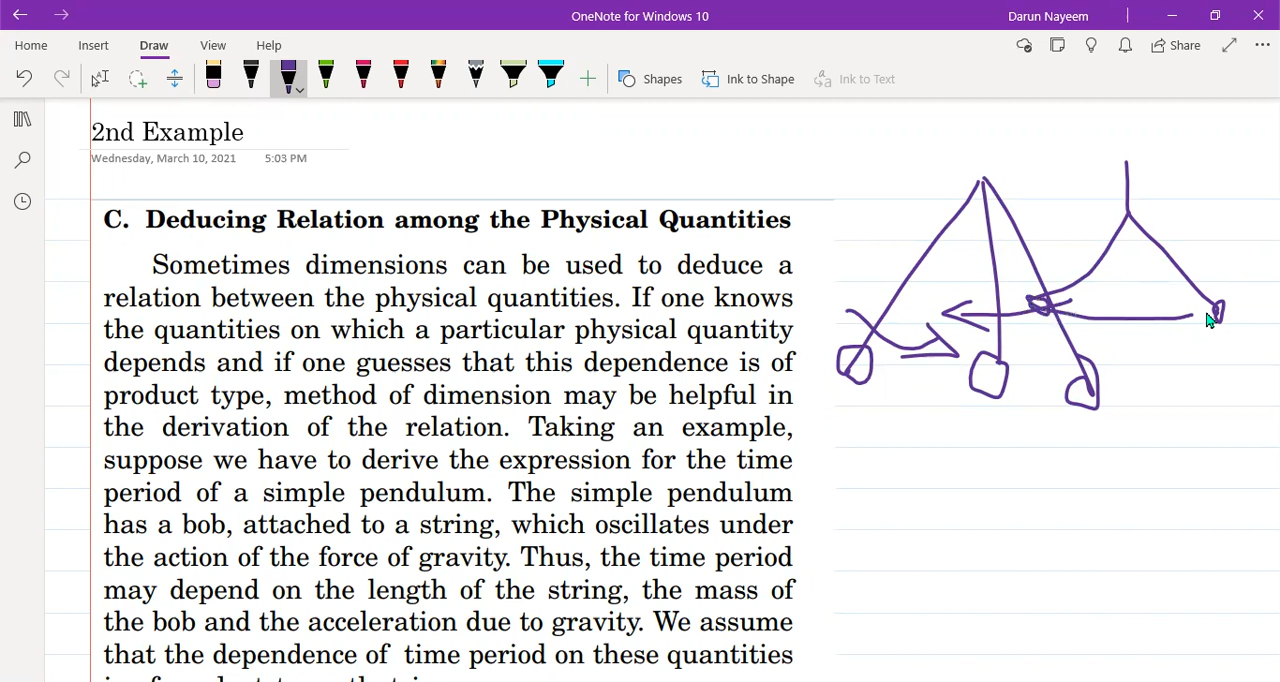 OneNote for Windows 10
Darun Nayeem
Home Insert Draw View Help
Share
Shapes Ink to Shape Ink to Text
2nd Example
Wednesday, March 10, 2021 5:03 PM
C. Deducing Relation among the Physical Quantities
Sometimes dimensions can be used to deduce a
relation between the physical quantities. If one knows
the quantities on which a particular physical quantity
depends and if one guesses that this dependence is of
product type, method of dimension may be helpful in
the derivation of the relation. Taking an example,
suppose we have to derive the expression for the time
period of a simple pendulum. The simple pendulum
has a bob, attached to a string, which oscillates under
the action of the force of gravity. Thus, the time period
may depend on the length of the string, the mass of
the bob and the acceleration due to gravity. We assume
that the dependence of time period on these quantities